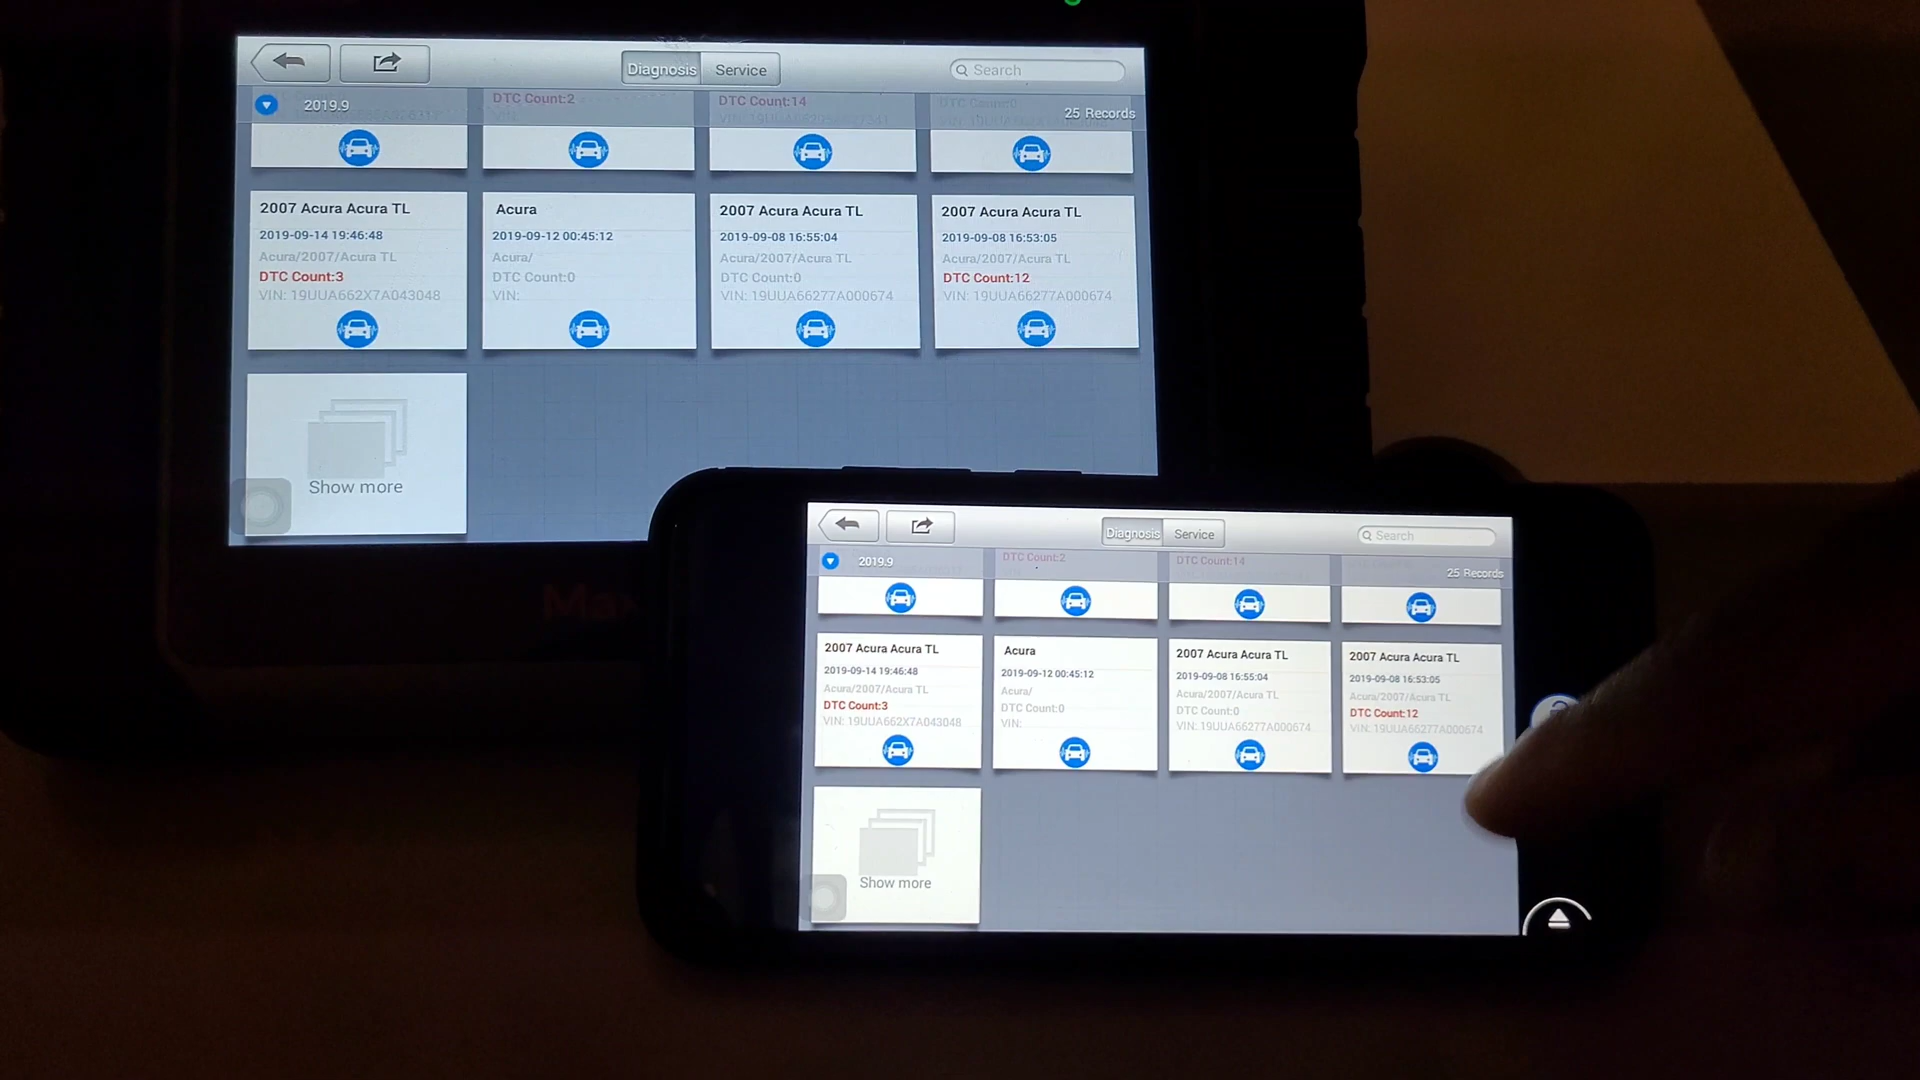 Diagnosis
Service
Search
2019.9
DTC Count:2
DTC Count:14
DTC Count:0
25 Records
VIN:
2007 Acura Acura TL
2019-09-14 19:46:48
Acura/2007/Acura TL
DTC Count:3
VIN: 19UUA662X7A043048
Acura
2019-09-12 00:45:12
Acura/
DTC Count:0
VIN:
2007 Acura Acura TL
2019-09-08 16:55:04
Acura/2007/Acura TL
DTC Count:0
VIN: 19UUA66277A000674
2007 Acura Acura TL
2019-09-08 16:53:05
Acura/2007/Acura TL
DTC Count:12
VIN: 19UUA66277A000674
Show more
Diagnosis
Service
Search
2019.9
DTC Count:2
DTC Count:14
25 Records
2007 Acura Acura TL
2019-09-14 19:46:48
Acura/2007/Acura TL
DTC Count:3
VIN: 19UUA662X7A043048
Acura
2019-09-12 00:45:12
Acura/
DTC Count:0
VIN:
2007 Acura Acura TL
2019-09-08 16:55:04
Acura/2007/Acura TL
DTC Count:0
VIN: 19UUA66277A000674
2007 Acura Acura TL
2019-09-08 16:53:05
Acura/2007/Acura TL
DTC Count:12
VIN: 19UUA66277A000674
Show more